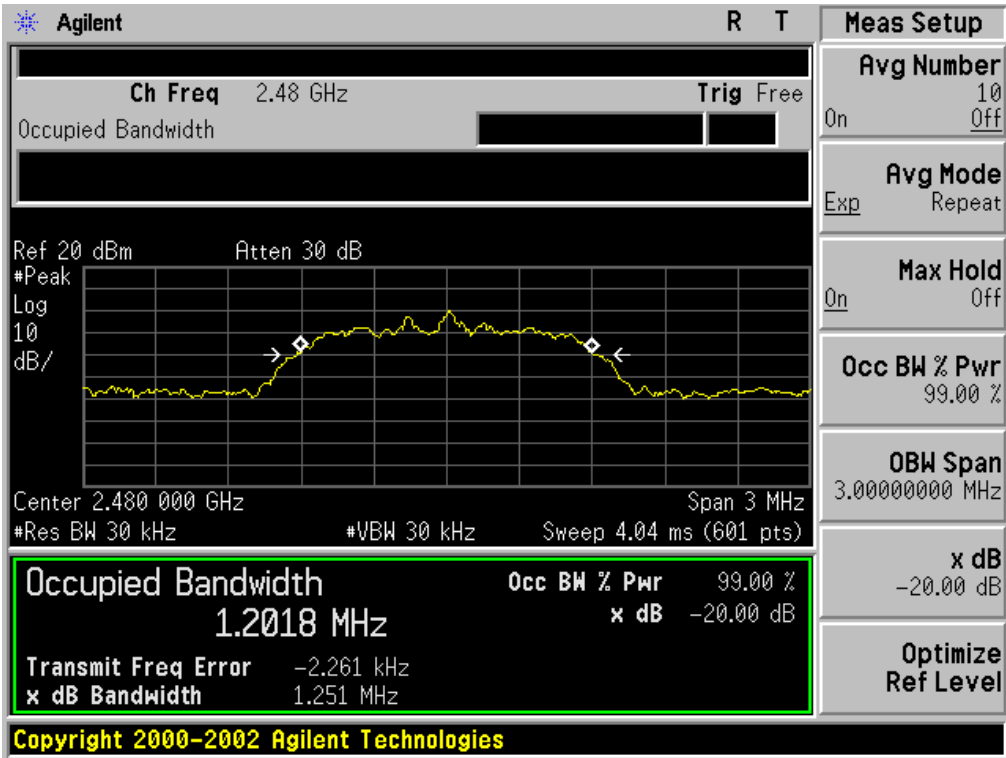 Agilent R T
Ch Freq 2.48 GHz Trig Free
Occupied Bandwidth
Ref 20 dBm Atten 30 dB
#Peak
Log
10
dB/
Center 2.480 000 GHz Span 3 MHz
#Res BW 30 kHz #VBW 30 kHz Sweep 4.04 ms (601 pts)
Occupied Bandwidth Occ BW % Pwr 99.00 %
1.2018 MHz x dB -20.00 dB
Transmit Freq Error -2.261 kHz
x dB Bandwidth 1.251 MHz
Copyright 2000-2002 Agilent Technologies
Meas Setup
Avg Number
10
On Off
Avg Mode
Exp Repeat
Max Hold
On Off
Occ BW % Pwr
99.00 %
OBW Span
3.00000000 MHz
x dB
-20.00 dB
Optimize
Ref Level